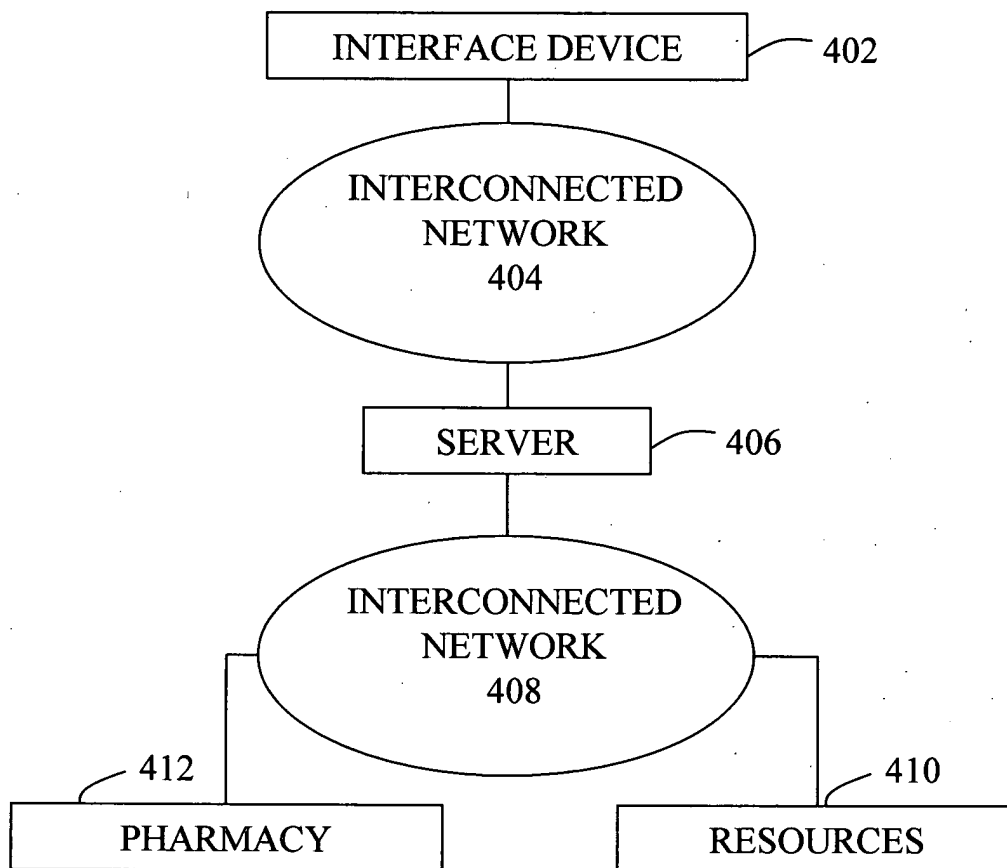 INTERFACE DEVICE
402
INTERCONNECTED
NETWORK
404
SERVER
406
INTERCONNECTED
NETWORK
408
412
410
PHARMACY
RESOURCES